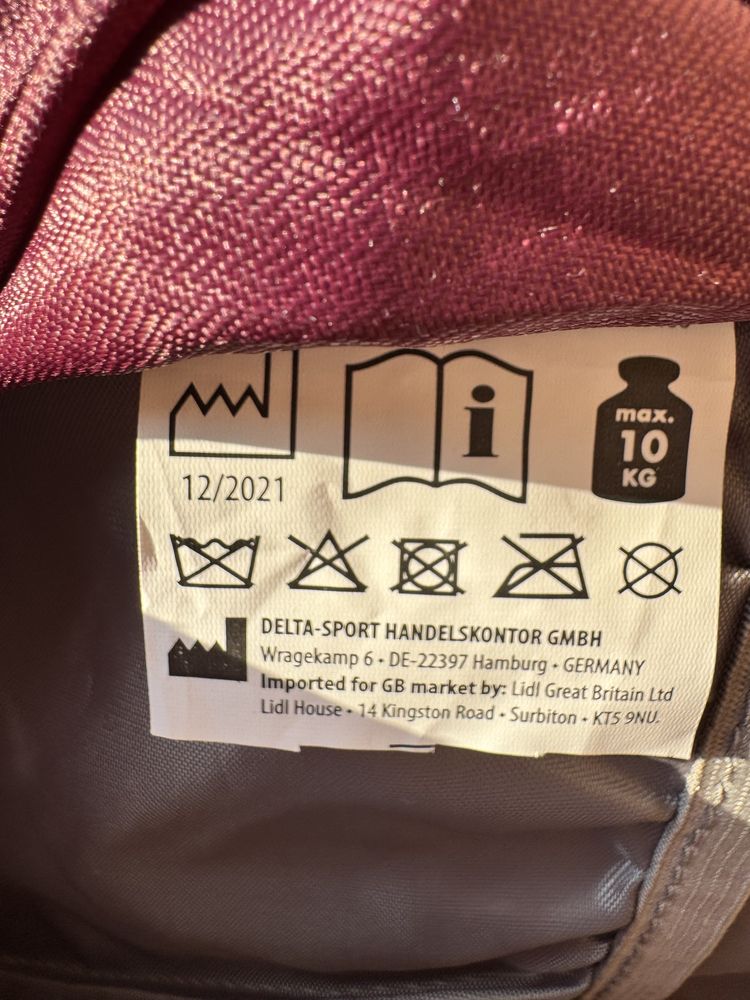 i
max.
10
KG
12/2021
DELTA-SPORT HANDELSKONTOR GMBH
Wragekamp 6 • DE-22397 Hamburg • GERMANY
Imported for GB market by: Lidl Great Britain Ltd
Lidl House • 14 Kingston Road • Surbiton • KT5 9NU.